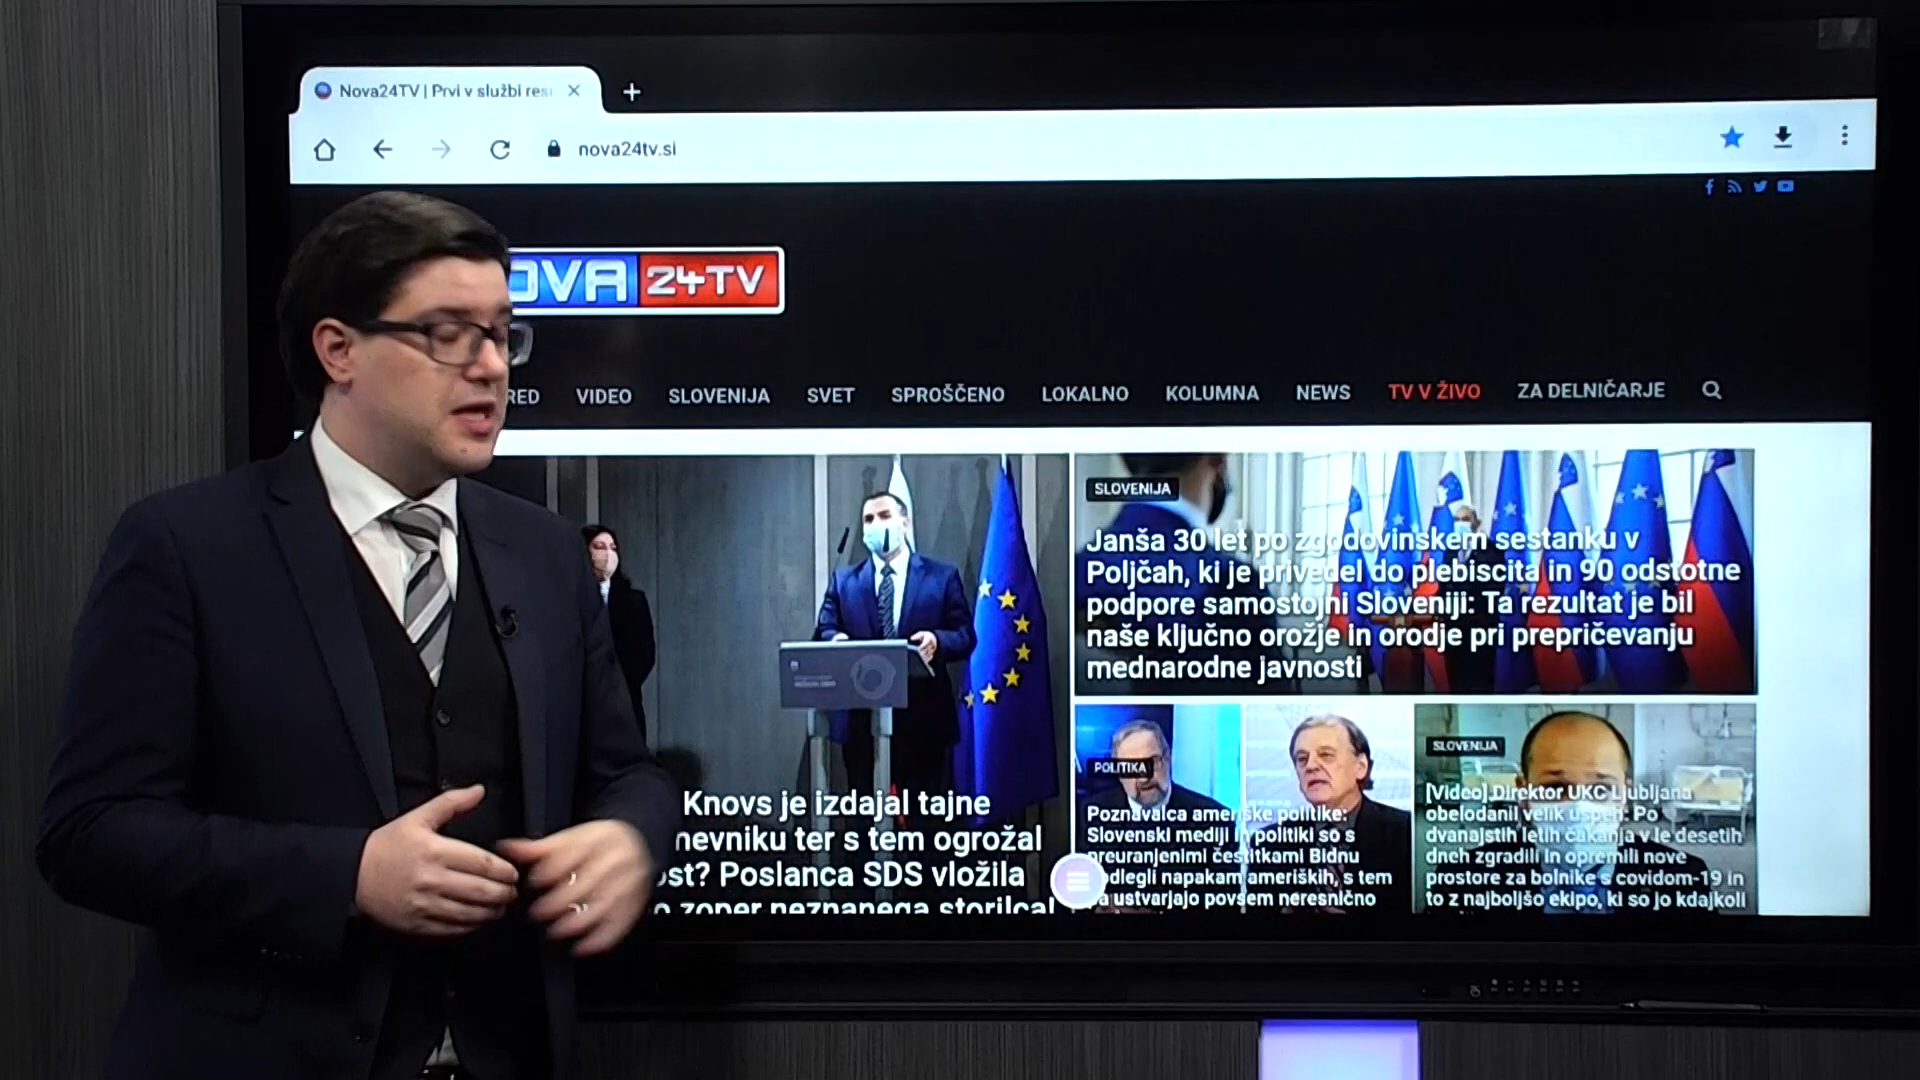 Nova24TV | Prvi v službi res
nova24tv.si
OVA 24TV
RED VIDEO SLOVENIJA SVET SPROŠČENO LOKALNO KOLUMNA NEWS TV V ŽIVO ZA DELNIČARJE
Knovs je izdajal tajne
nevniku ter s tem ogrožal
ost? Poslanca SDS vložila
o zoper neznanega storilca!
SLOVENIJA
Janša 30 let po zgodovinskem sestanku v
Poljčah, ki je privedel do plebiscita in 90 odstotne
podpore samostojni Sloveniji: Ta rezultat je bil
naše ključno orožje in orodje pri prepričevanju
mednarodne javnosti
POLITIKA
Poznavalca ameriške politike:
Slovenski mediji in politiki so s
preuranjenimi čestitkami Bidnu
podlegli napakam ameriških, s tem
pa ustvarjajo povsem neresnično
SLOVENIJA
[Video] Direktor UKC Ljubljana
obelodanil velik uspeh: Po
dvanajstih letih čakanja v le desetih
dneh zgradili in opremili nove
prostore za bolnike s covidom-19 in
to z najboljšo ekipo, ki so jo kdajkoli